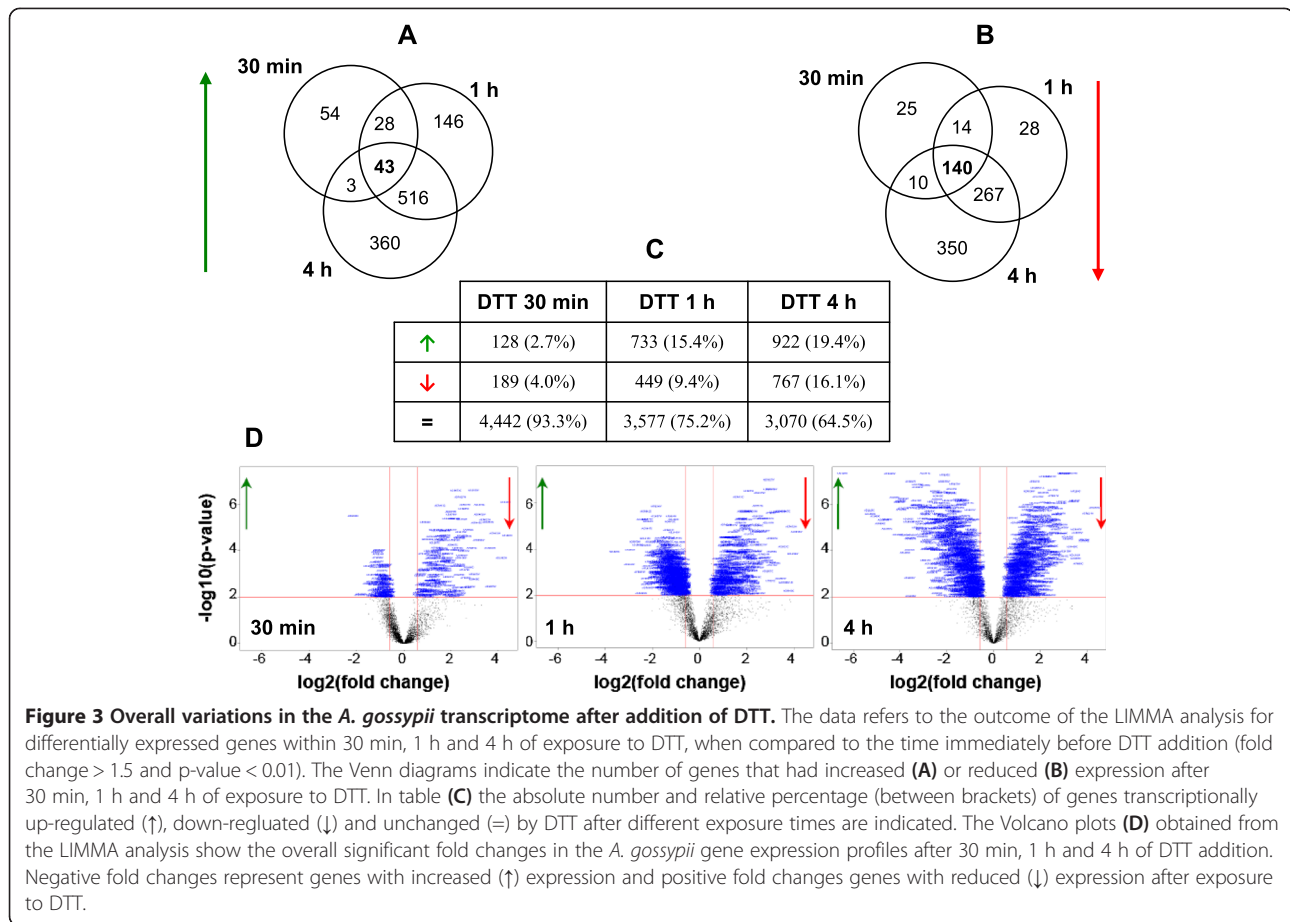 A
30 min
1 h
54
28
146
43
3
516
360
4 h
B
30 min
1 h
25
14
28
140
10
267
350
4 h
C
DTT 30 min DTT 1 h DTT 4 h
↑ 128 (2.7%) 733 (15.4%) 922 (19.4%)
↓ 189 (4.0%) 449 (9.4%) 767 (16.1%)
= 4,442 (93.3%) 3,577 (75.2%) 3,070 (64.5%)
D
-log10(p-value)
6
4
2
0
30 min
-6 -4 -2 0 2 4
log2(fold change)
6
4
2
0
1 h
-6 -4 -2 0 2 4
log2(fold change)
6
4
2
0
4 h
-6 -4 -2 0 2 4
log2(fold change)
Figure 3 Overall variations in the A. gossypii transcriptome after addition of DTT. The data refers to the outcome of the LIMMA analysis for
differentially expressed genes within 30 min, 1 h and 4 h of exposure to DTT, when compared to the time immediately before DTT addition (fold
change > 1.5 and p-value < 0.01). The Venn diagrams indicate the number of genes that had increased (A) or reduced (B) expression after
30 min, 1 h and 4 h of exposure to DTT. In table (C) the absolute number and relative percentage (between brackets) of genes transcriptionally
up-regulated (↑), down-regluated (↓) and unchanged (=) by DTT after different exposure times are indicated. The Volcano plots (D) obtained from
the LIMMA analysis show the overall significant fold changes in the A. gossypii gene expression profiles after 30 min, 1 h and 4 h of DTT addition.
Negative fold changes represent genes with increased (↑) expression and positive fold changes genes with reduced (↓) expression after exposure
to DTT.